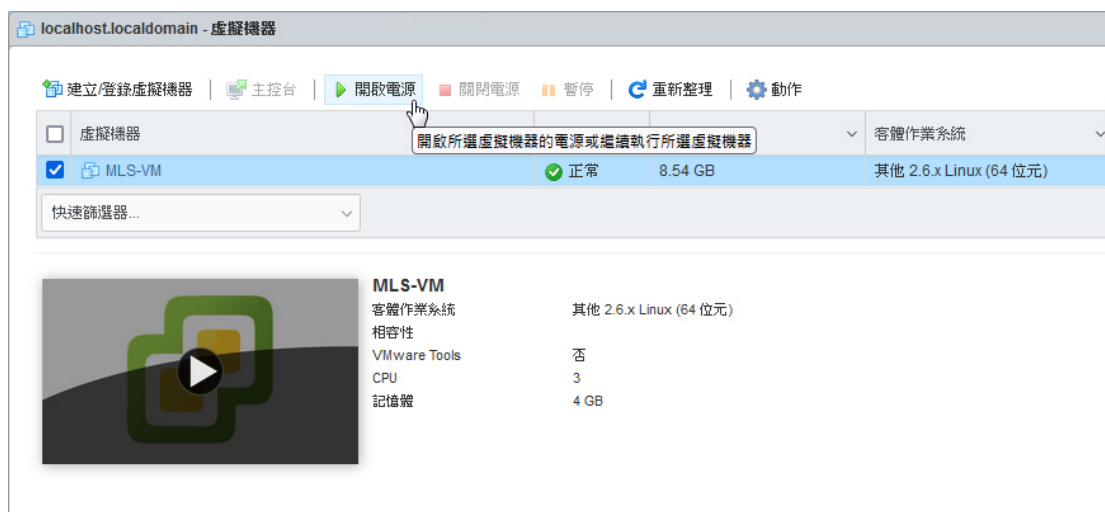 localhost.localdomain - 虛擬機器
建立/登錄虛擬機器 主控台 開啟電源 關閉電源 暫停 重新整理 動作
虛擬機器 客體作業系統
開啟所選虛擬機器的電源或繼續執行所選虛擬機器
MLS-VM 正常 8.54 GB 其他 2.6.x Linux (64 位元)
快速篩選器...
MLS-VM
客體作業系統 其他 2.6.x Linux (64 位元)
相容性
VMware Tools 否
CPU 3
記憶體 4 GB